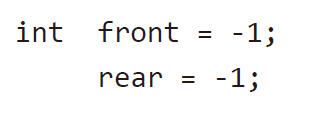 int  front = -1;
     rear = -1;